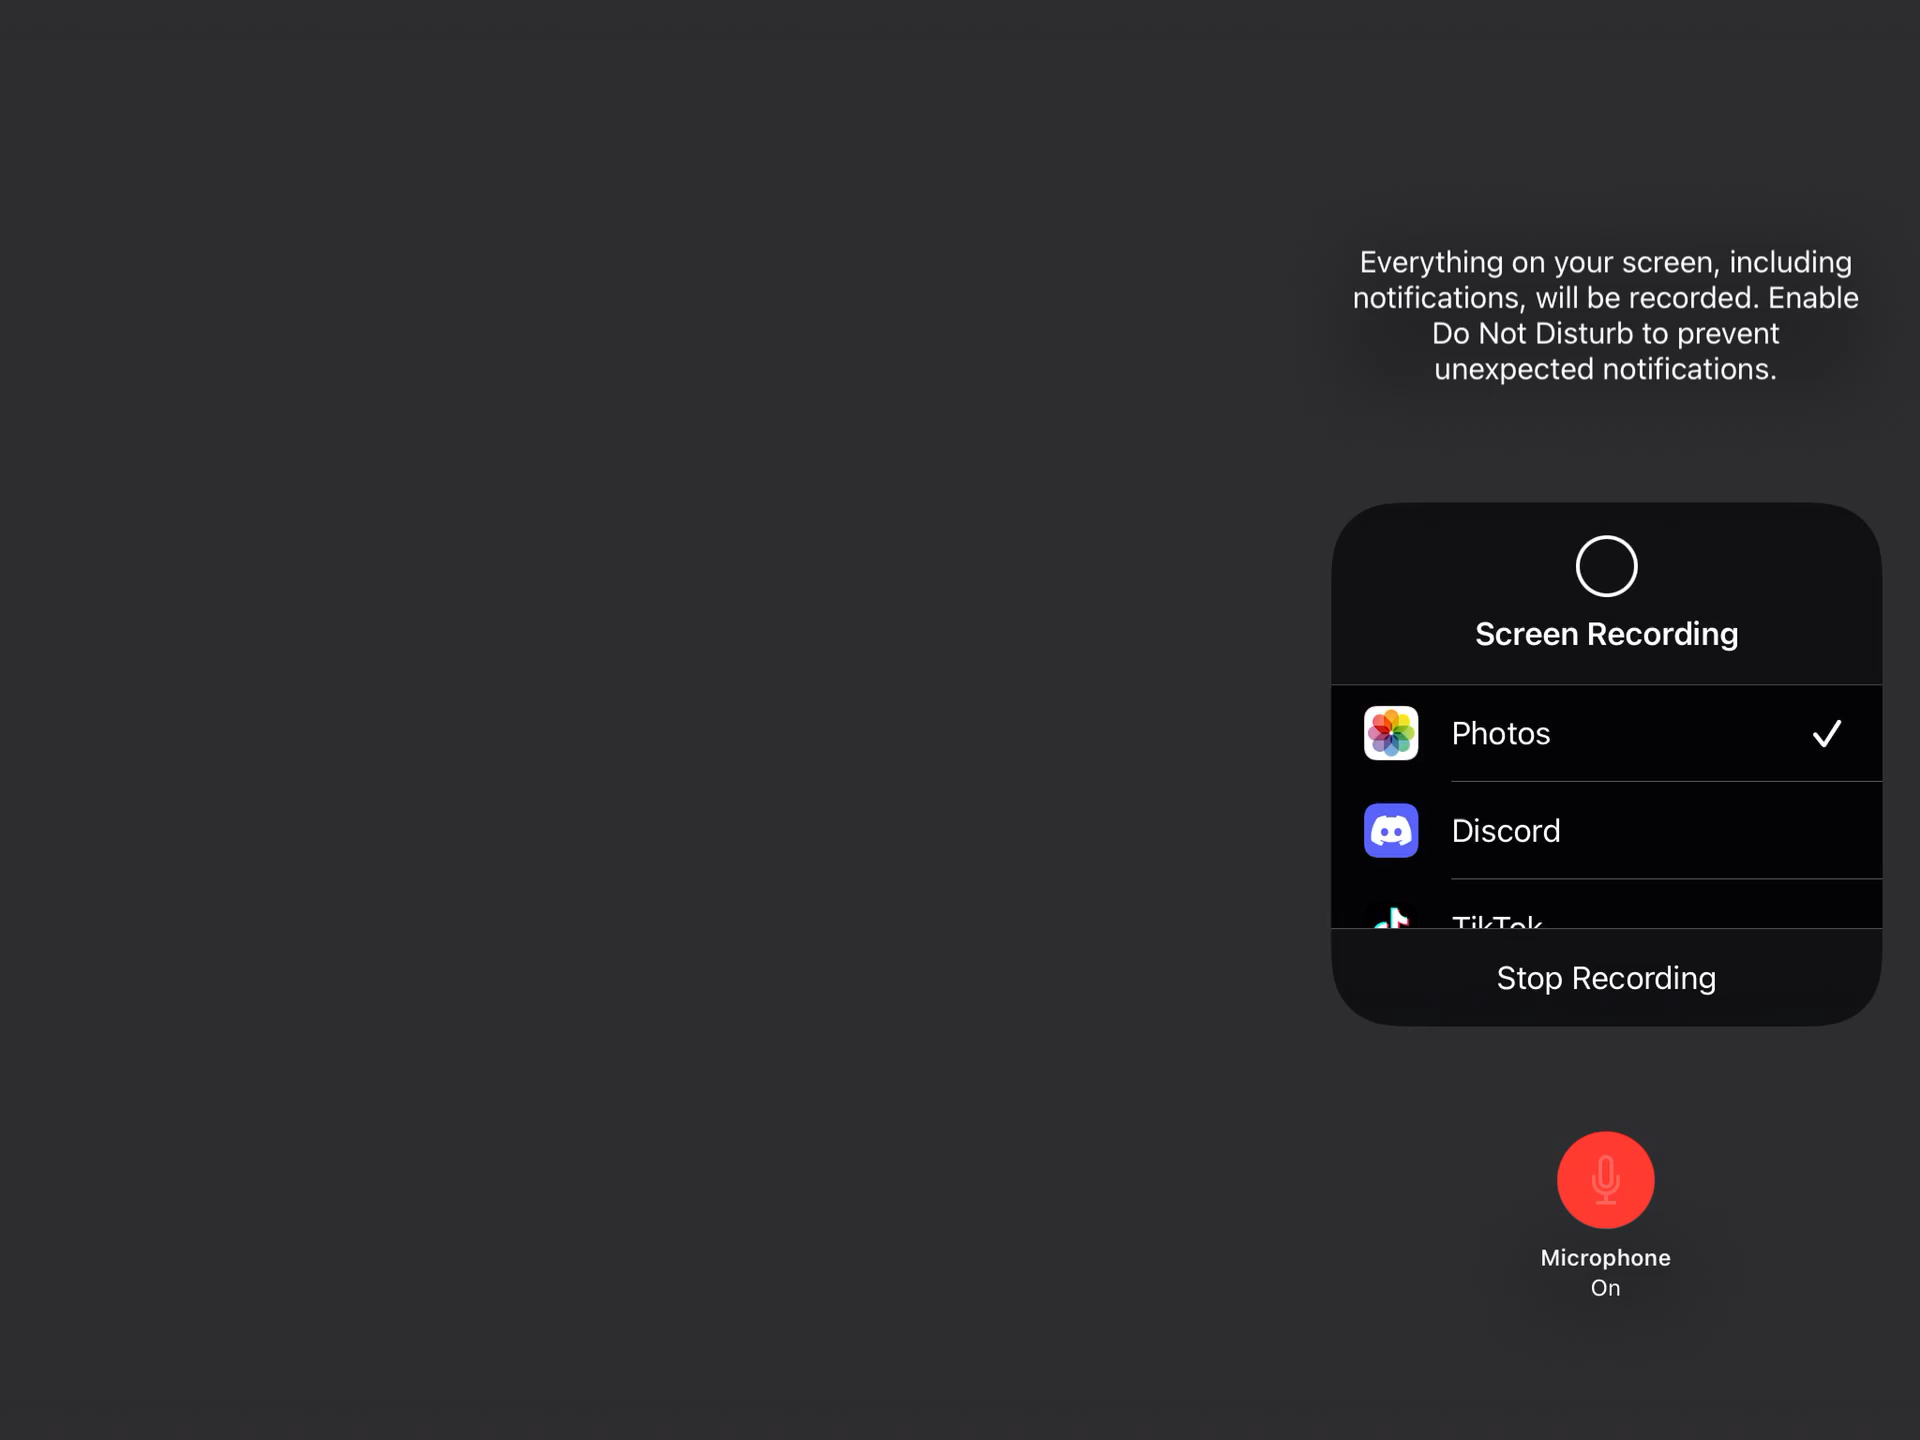 Everything on your screen, including
notifications, will be recorded. Enable
Do Not Disturb to prevent
unexpected notifications.
Screen Recording
Photos
Discord
TikTok
Stop Recording
Microphone
On